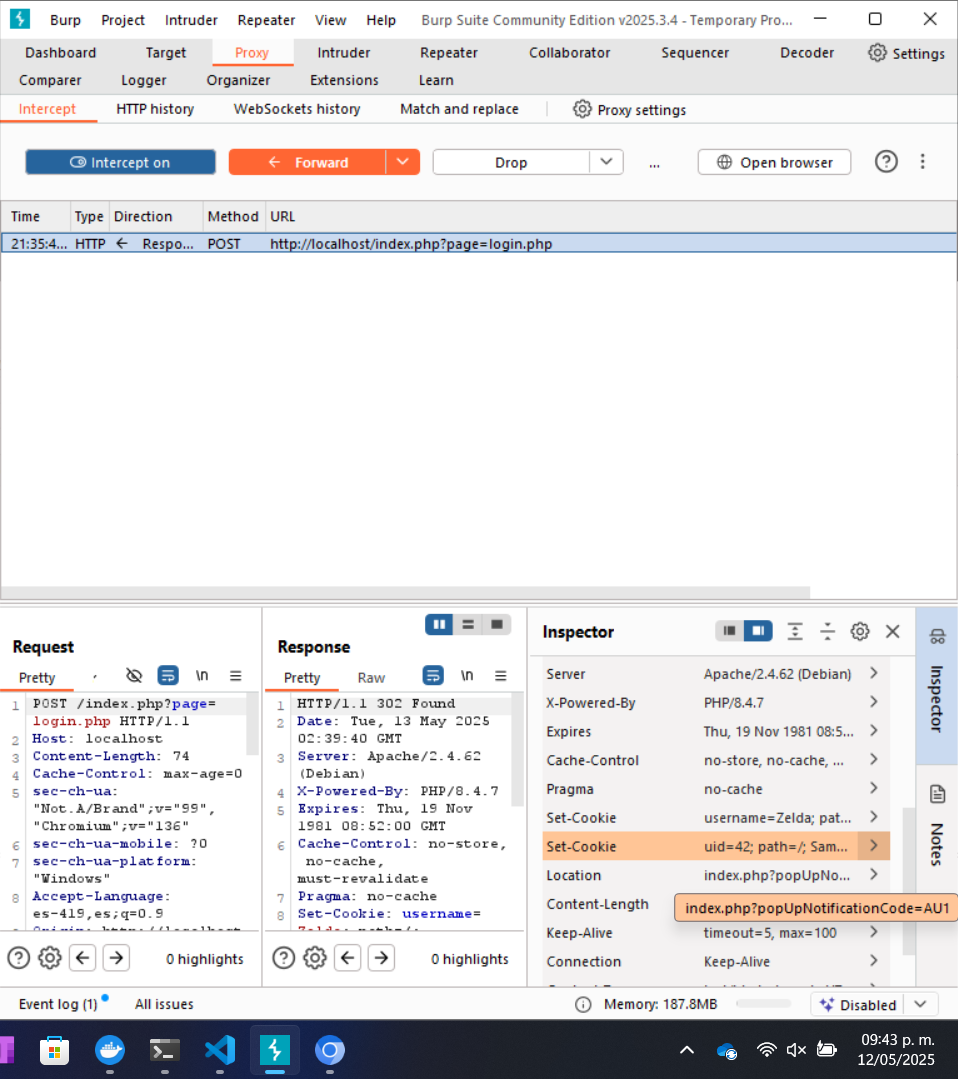 Burp Project Intruder Repeater View Help Burp Suite Community Edition v2025.3.4 - Temporary Pro...
Dashboard Target Proxy Intruder Repeater Collaborator Sequencer Decoder Settings
Comparer Logger Organizer Extensions Learn
Intercept HTTP history WebSockets history Match and replace Proxy settings
Intercept on Forward Drop ... Open browser
Time Type Direction Method URL
21:35:4... HTTP Respo... POST http://localhost/index.php?page=login.php
Request
Pretty \n
1 POST /index.php?page=
login.php HTTP/1.1
2 Host: localhost
3 Content-Length: 74
4 Cache-Control: max-age=0
5 sec-ch-ua:
"Not.A/Brand";v="99",
"Chromium";v="136"
6 sec-ch-ua-mobile: ?0
7 sec-ch-ua-platform:
"Windows"
8 Accept-Language:
es-419,es;q=0.9
0 highlights
Response
Pretty Raw \n
1 HTTP/1.1 302 Found
2 Date: Tue, 13 May 2025
02:39:40 GMT
3 Server: Apache/2.4.62
(Debian)
4 X-Powered-By: PHP/8.4.7
5 Expires: Thu, 19 Nov
1981 08:52:00 GMT
6 Cache-Control: no-store,
no-cache,
must-revalidate
7 Pragma: no-cache
8 Set-Cookie: username=
0 highlights
Inspector
Server Apache/2.4.62 (Debian)
X-Powered-By PHP/8.4.7
Expires Thu, 19 Nov 1981 08:5...
Cache-Control no-store, no-cache, ...
Pragma no-cache
Set-Cookie username=Zelda; pat...
Set-Cookie uid=42; path=/; Sam...
Location index.php?popUpNo...
Content-Length
index.php?popUpNotificationCode=AU1
Keep-Alive timeout=5, max=100
Connection Keep-Alive
Inspector
Notes
Event log (1) All issues Memory: 187.8MB Disabled
09:43 p. m.
12/05/2025